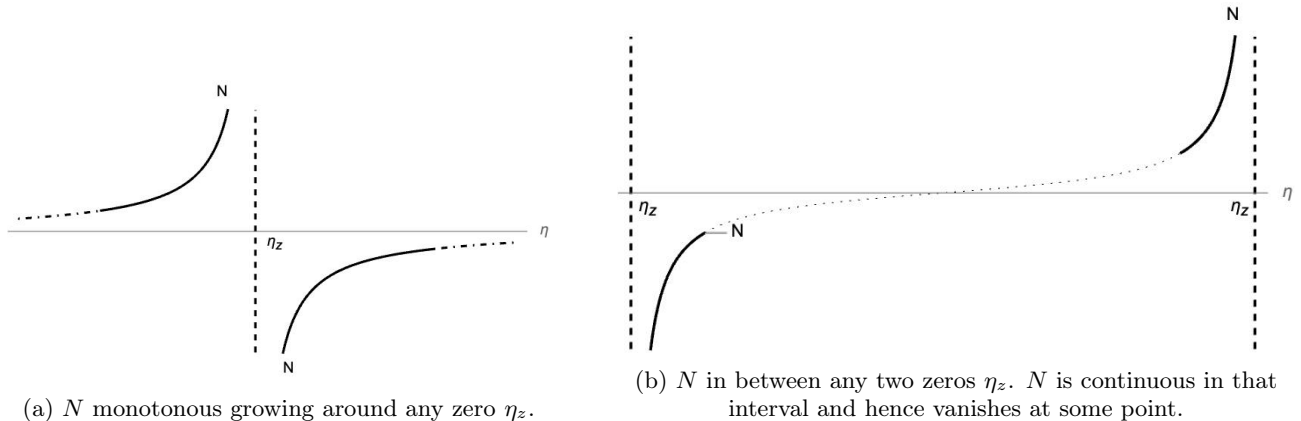 N
η
η_z
N
(a) N monotonous growing around any zero η_z.
N
η
η_z
η_z
N
(b) N in between any two zeros η_z. N is continuous in that
interval and hence vanishes at some point.